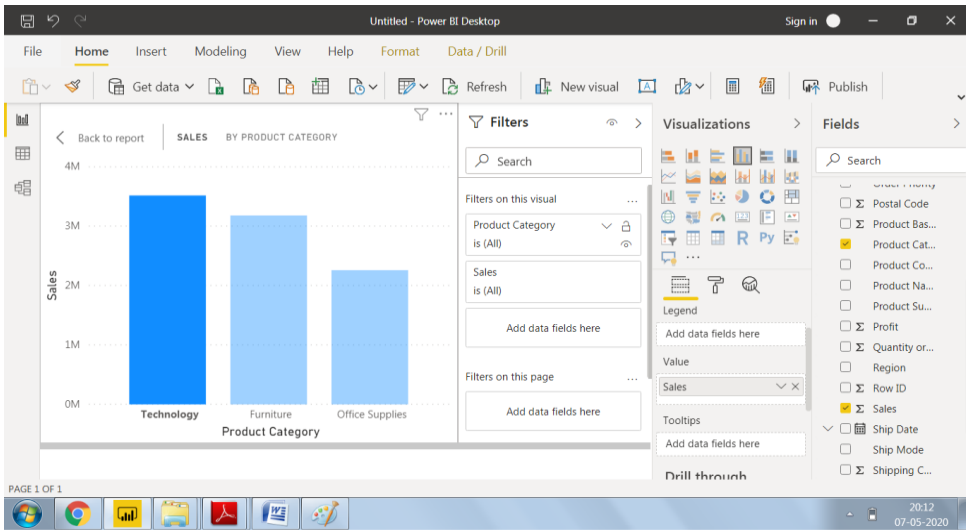 Untitled - Power BI Desktop
Sign in
File Home Insert Modeling View Help Format Data / Drill
Get data Refresh New visual Publish
Back to report SALES BY PRODUCT CATEGORY
4M
3M
2M
1M
0M
Sales
Technology Furniture Office Supplies
Product Category
Filters
Search
Filters on this visual ...
Product Category
is (All)
Sales
is (All)
Add data fields here
Filters on this page ...
Add data fields here
Visualizations
R Py
...
Legend
Add data fields here
Value
Sales
Tooltips
Add data fields here
Drill through
Fields
Search
Order Priority
Σ Postal Code
Σ Product Bas...
Product Cat...
Product Co...
Product Na...
Product Su...
Σ Profit
Σ Quantity or...
Region
Σ Row ID
Σ Sales
Ship Date
Ship Mode
Σ Shipping C...
PAGE 1 OF 1
20:12
07-05-2020